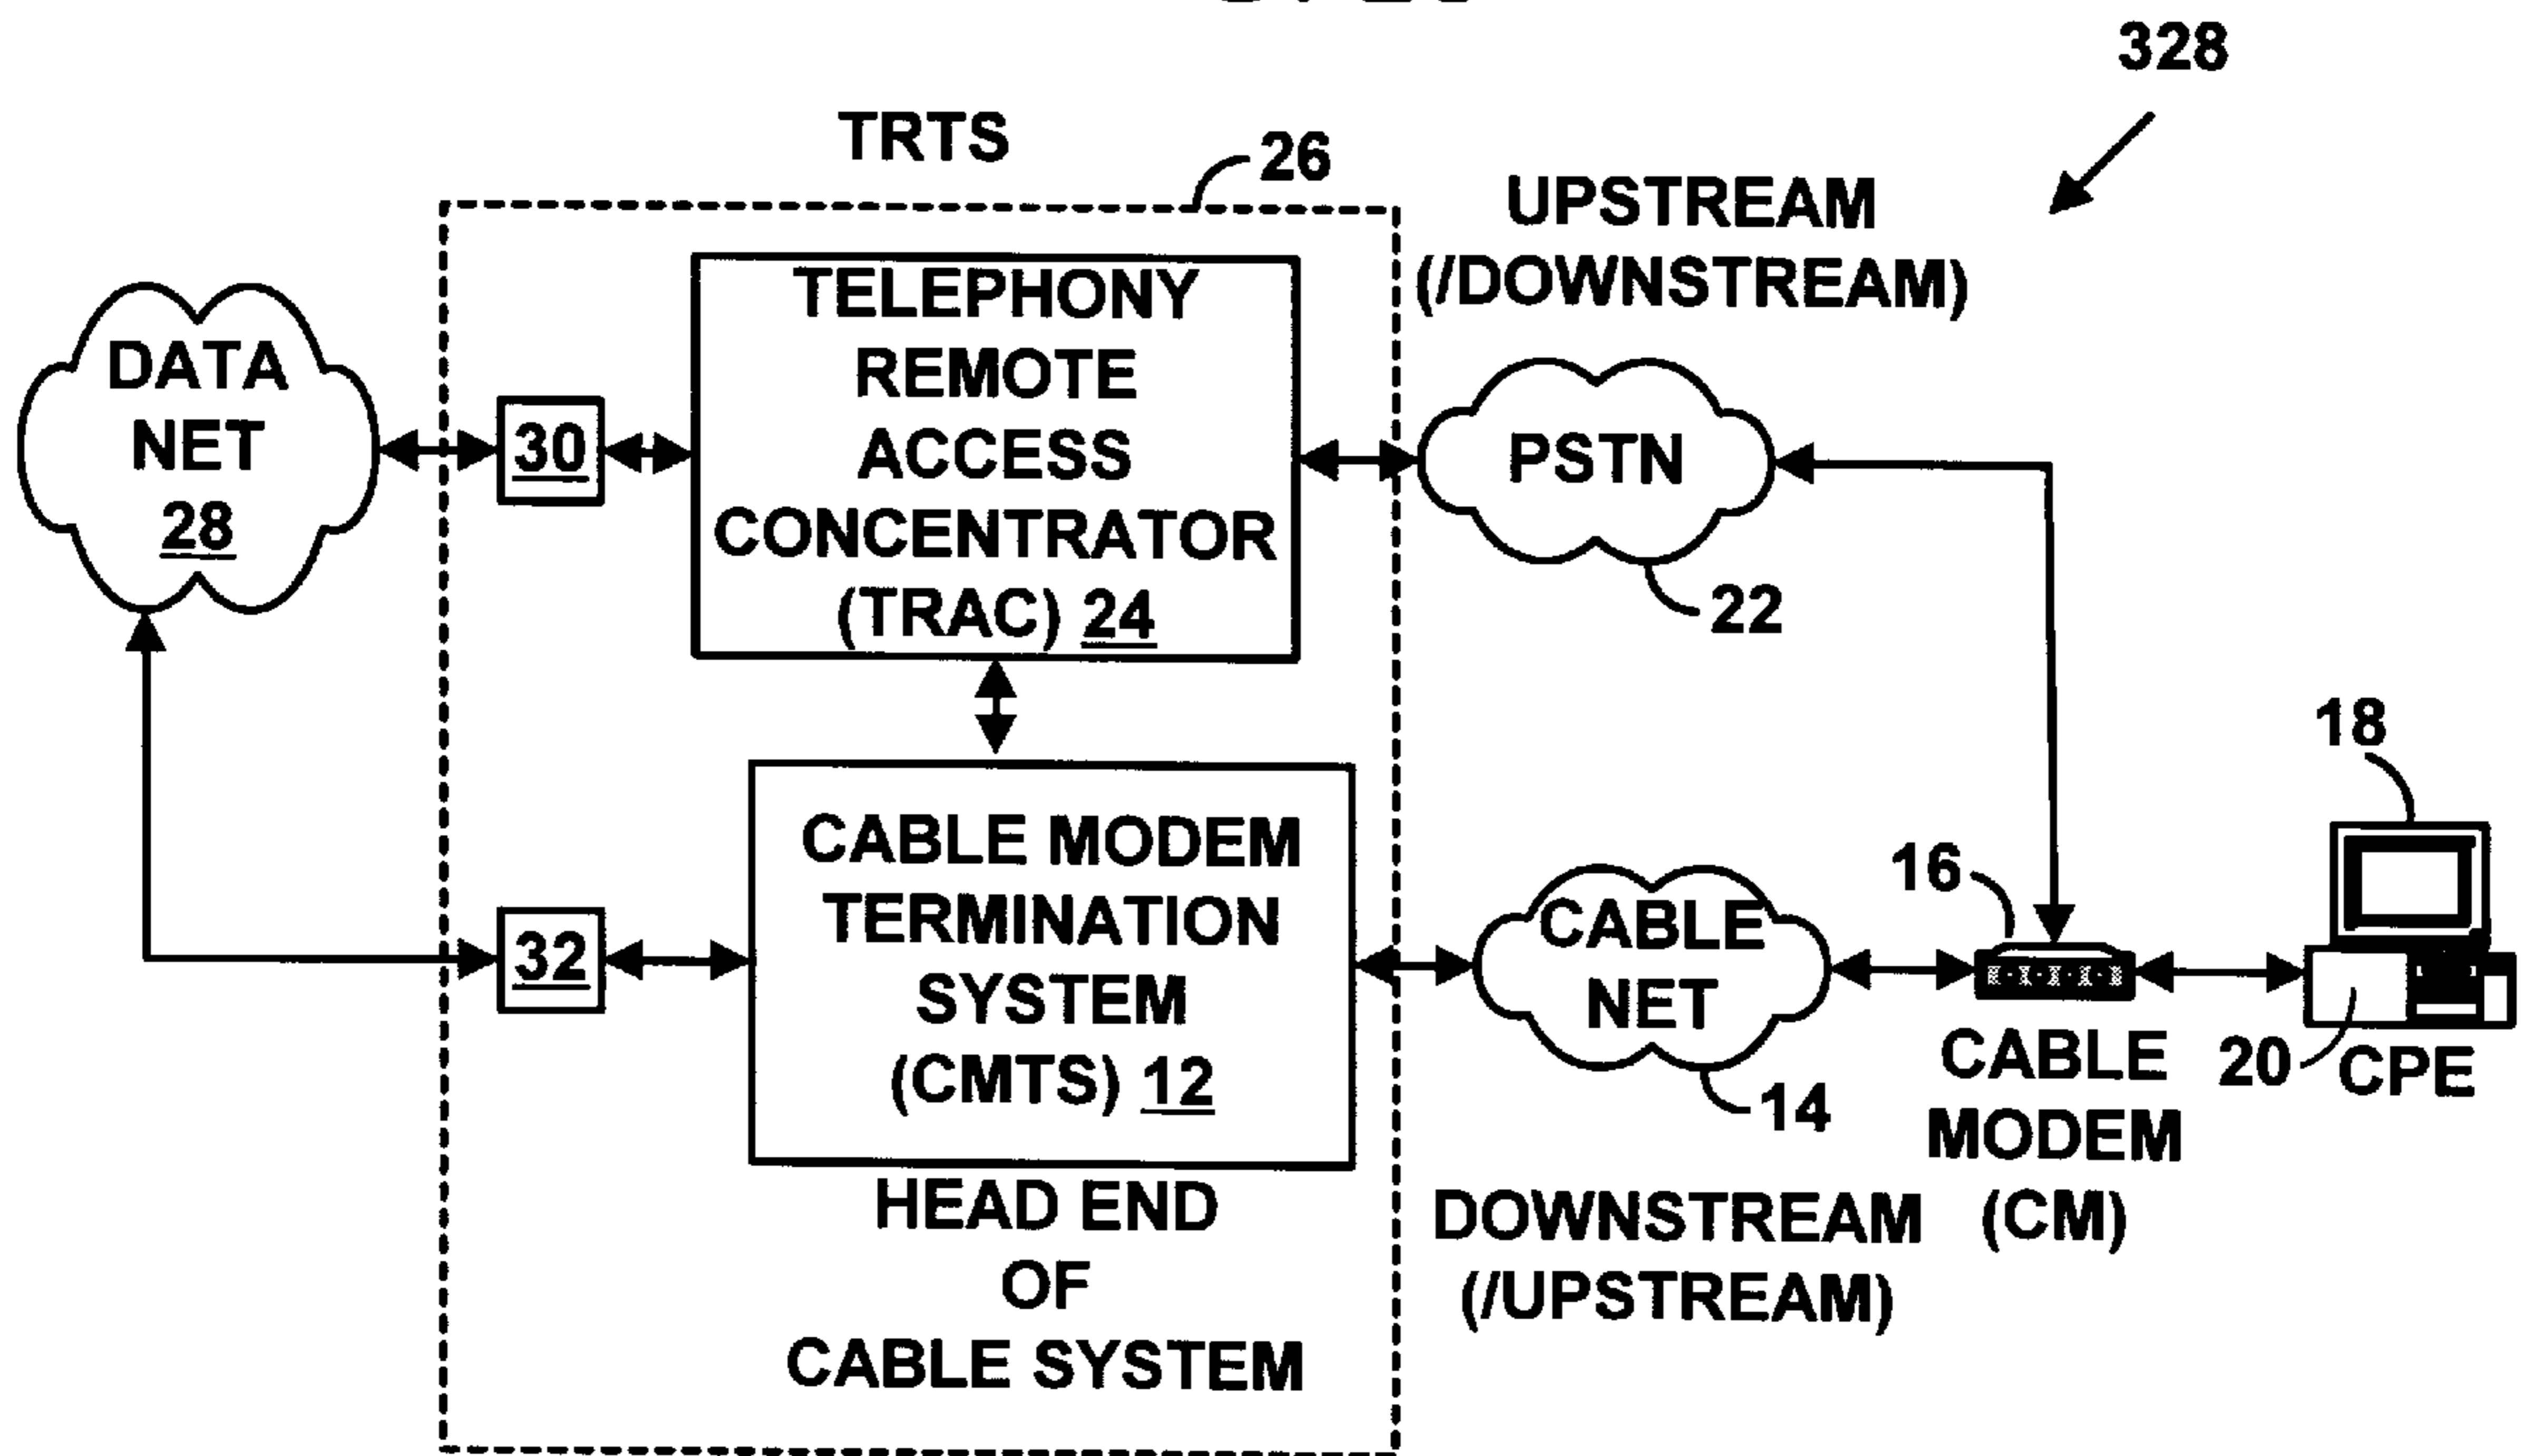 328
TRTS
26
UPSTREAM
(/DOWNSTREAM)
DATA
NET
28
30
TELEPHONY
REMOTE
ACCESS
CONCENTRATOR
(TRAC) 24
PSTN
22
18
32
CABLE MODEM
TERMINATION
SYSTEM
(CMTS) 12
CABLE
NET
14
16
20
CPE
CABLE
MODEM
(CM)
HEAD END
OF
CABLE SYSTEM
DOWNSTREAM
(/UPSTREAM)